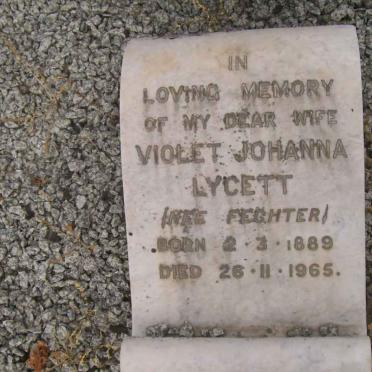 IN
LOVING MEMORY
OF MY DEAR WIFE
VIOLET JOHANNA
LYCETT
(NEE FECHTER)
BORN 2·3·1889
DIED 26·11·1965.